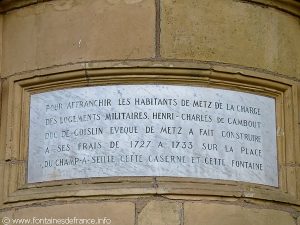 POUR AFFRANCHIR LES HABITANTS DE METZ DE LA CHARGE
DES LOGEMENTS MILITAIRES, HENRI-CHARLES DE CAMBOUT
DUC-DE-COISLIN EVEQUE DE METZ A FAIT CONSTRUIRE
A SES FRAIS DE 1727 A 1733 SUR LA PLACE
DU CHAMP-A-SEILLE CETTE CASERNE ET CETTE FONTAINE
© https://www.fontainesdefrance.info